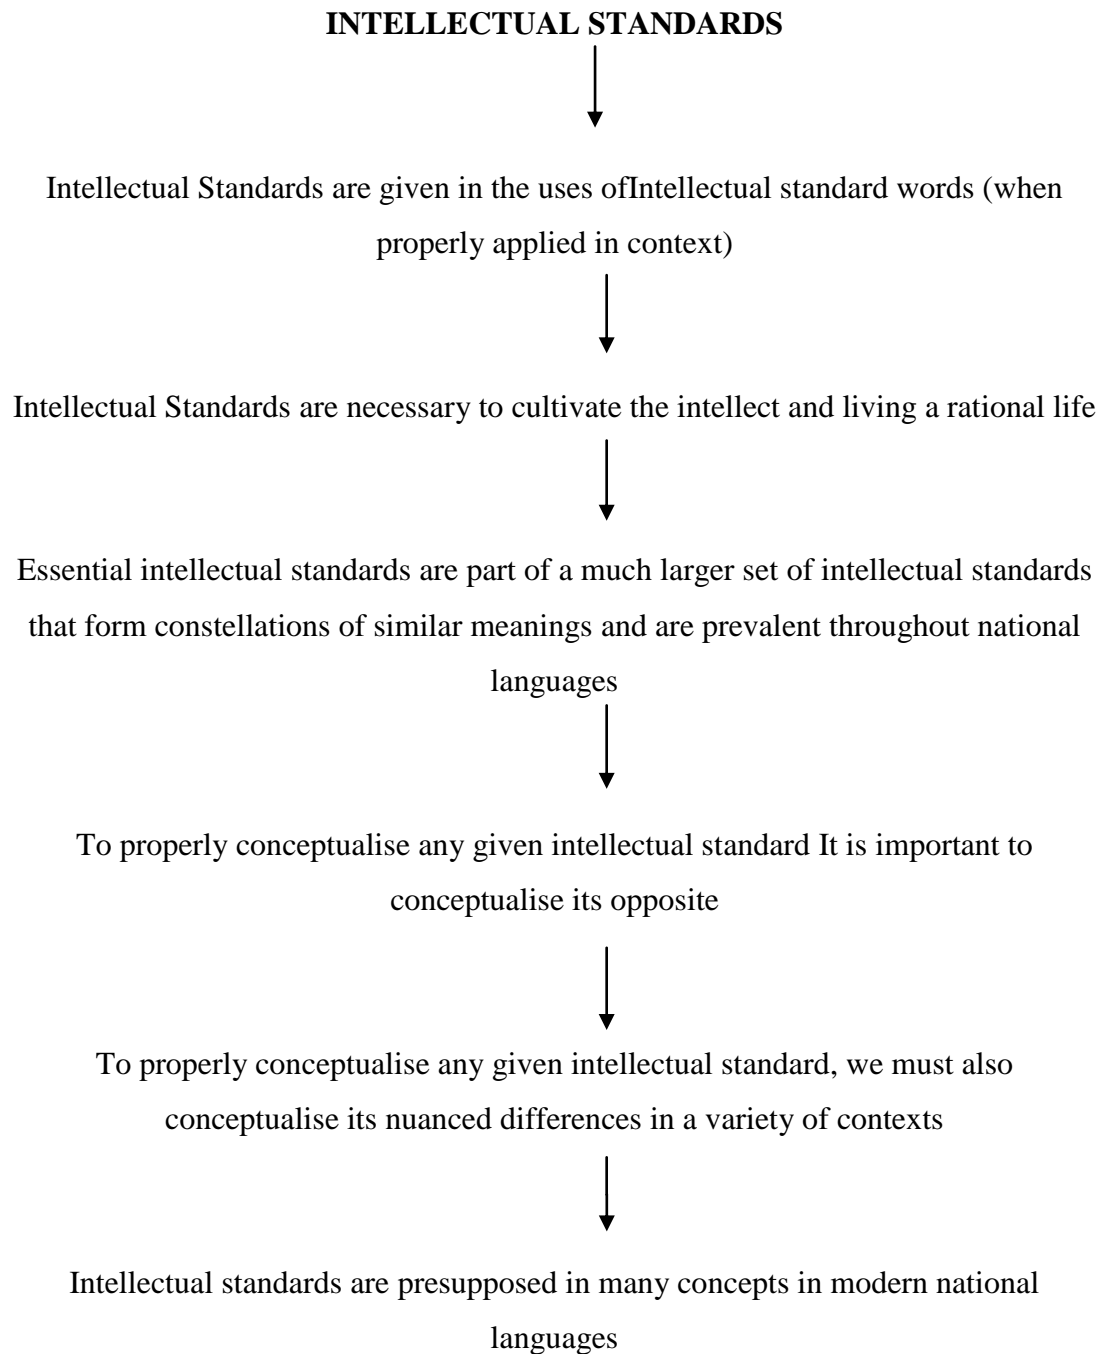 INTELLECTUAL STANDARDS
Intellectual Standards are given in the uses ofIntellectual standard words (when
properly applied in context)
Intellectual Standards are necessary to cultivate the intellect and living a rational life
Essential intellectual standards are part of a much larger set of intellectual standards
that form constellations of similar meanings and are prevalent throughout national
languages
To properly conceptualise any given intellectual standard It is important to
conceptualise its opposite
To properly conceptualise any given intellectual standard, we must also
conceptualise its nuanced differences in a variety of contexts
Intellectual standards are presupposed in many concepts in modern national
languages